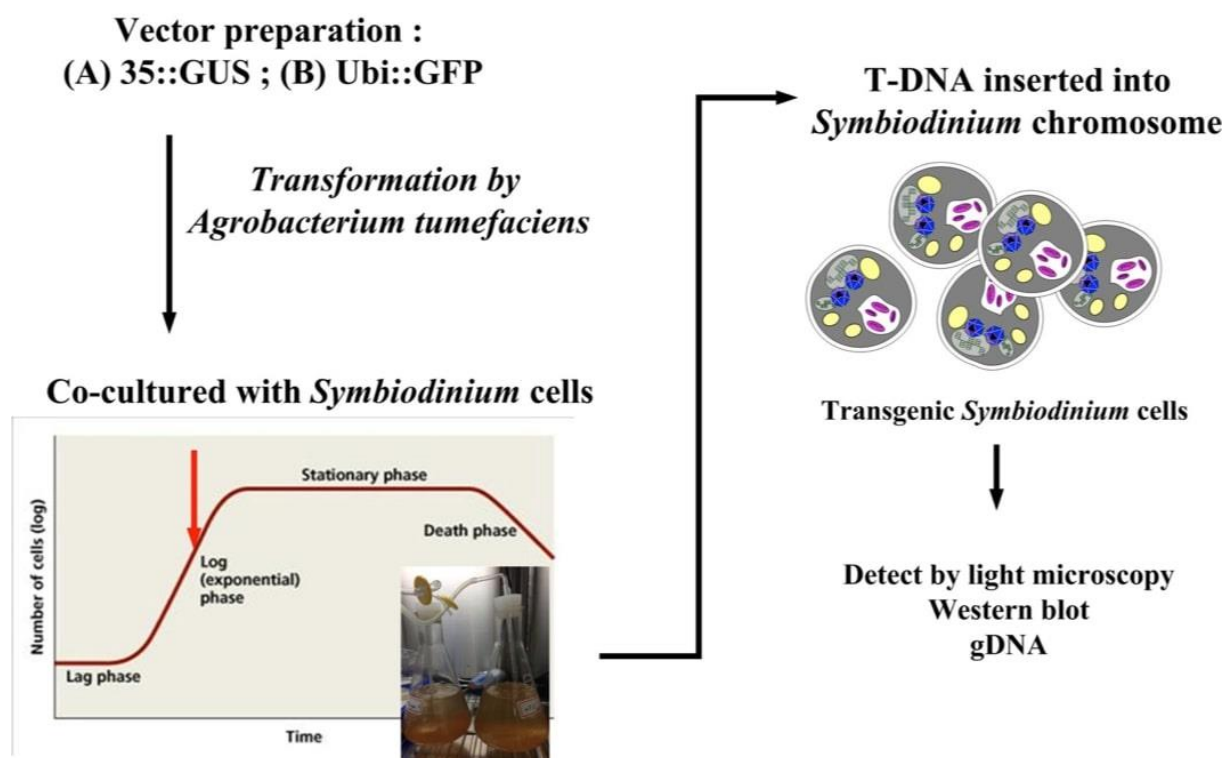 Vector preparation :
(A) 35::GUS ; (B) Ubi::GFP
Transformation by
Agrobacterium tumefaciens
Co-cultured with Symbiodinium cells
Number of cells (log)
Lag phase
Log
(exponential)
phase
Stationary phase
Death phase
Time
T-DNA inserted into
Symbiodinium chromosome
Transgenic Symbiodinium cells
Detect by light microscopy
Western blot
gDNA